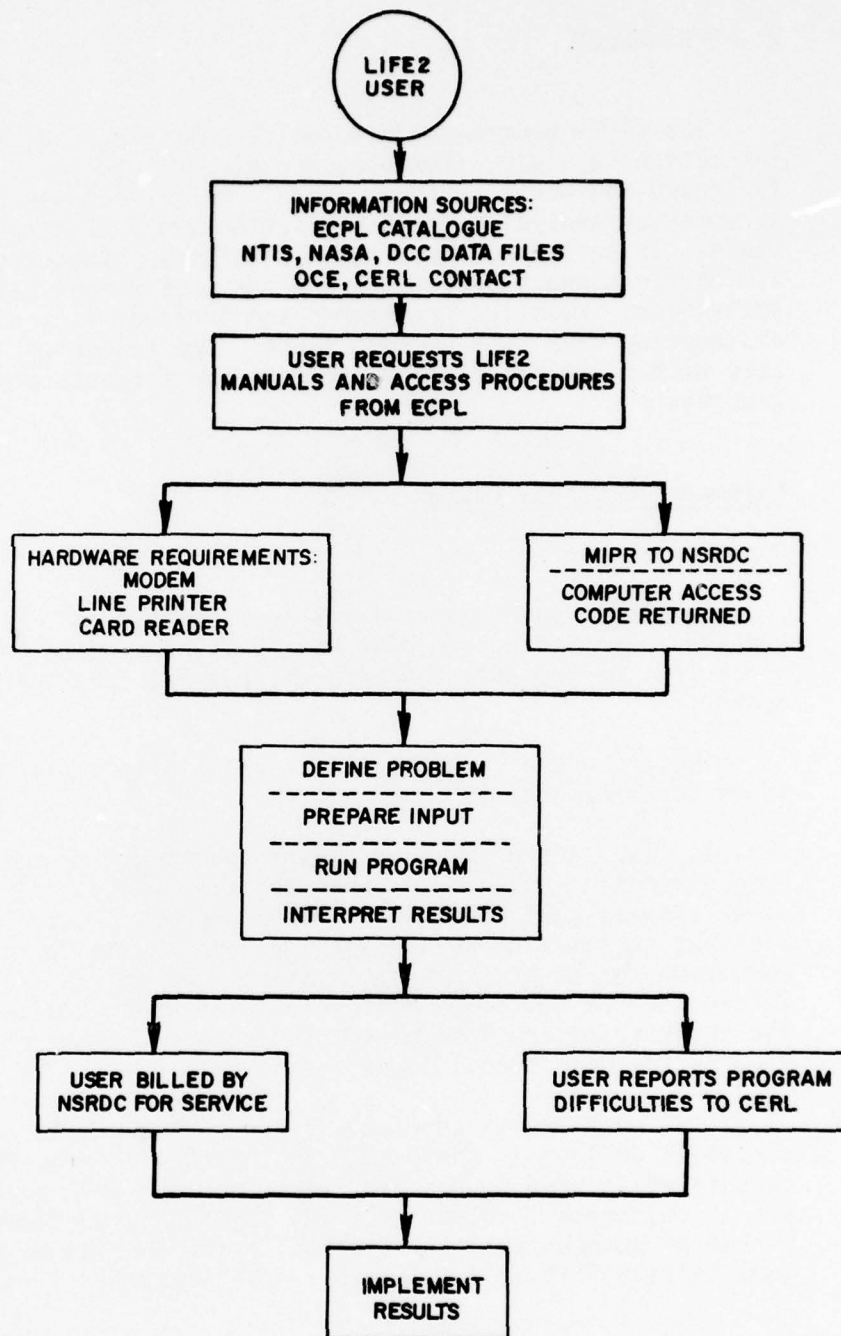 LIFE2
USER
INFORMATION SOURCES:
ECPL CATALOGUE
NTIS, NASA, DCC DATA FILES
OCE, CERL CONTACT
USER REQUESTS LIFE2
MANUALS AND ACCESS PROCEDURES
FROM ECPL
HARDWARE REQUIREMENTS:
MODEM
LINE PRINTER
CARD READER
MIPR TO NSRDC
COMPUTER ACCESS
CODE RETURNED
DEFINE PROBLEM
PREPARE INPUT
RUN PROGRAM
INTERPRET RESULTS
USER BILLED BY
NSRDC FOR SERVICE
USER REPORTS PROGRAM
DIFFICULTIES TO CERL
IMPLEMENT
RESULTS